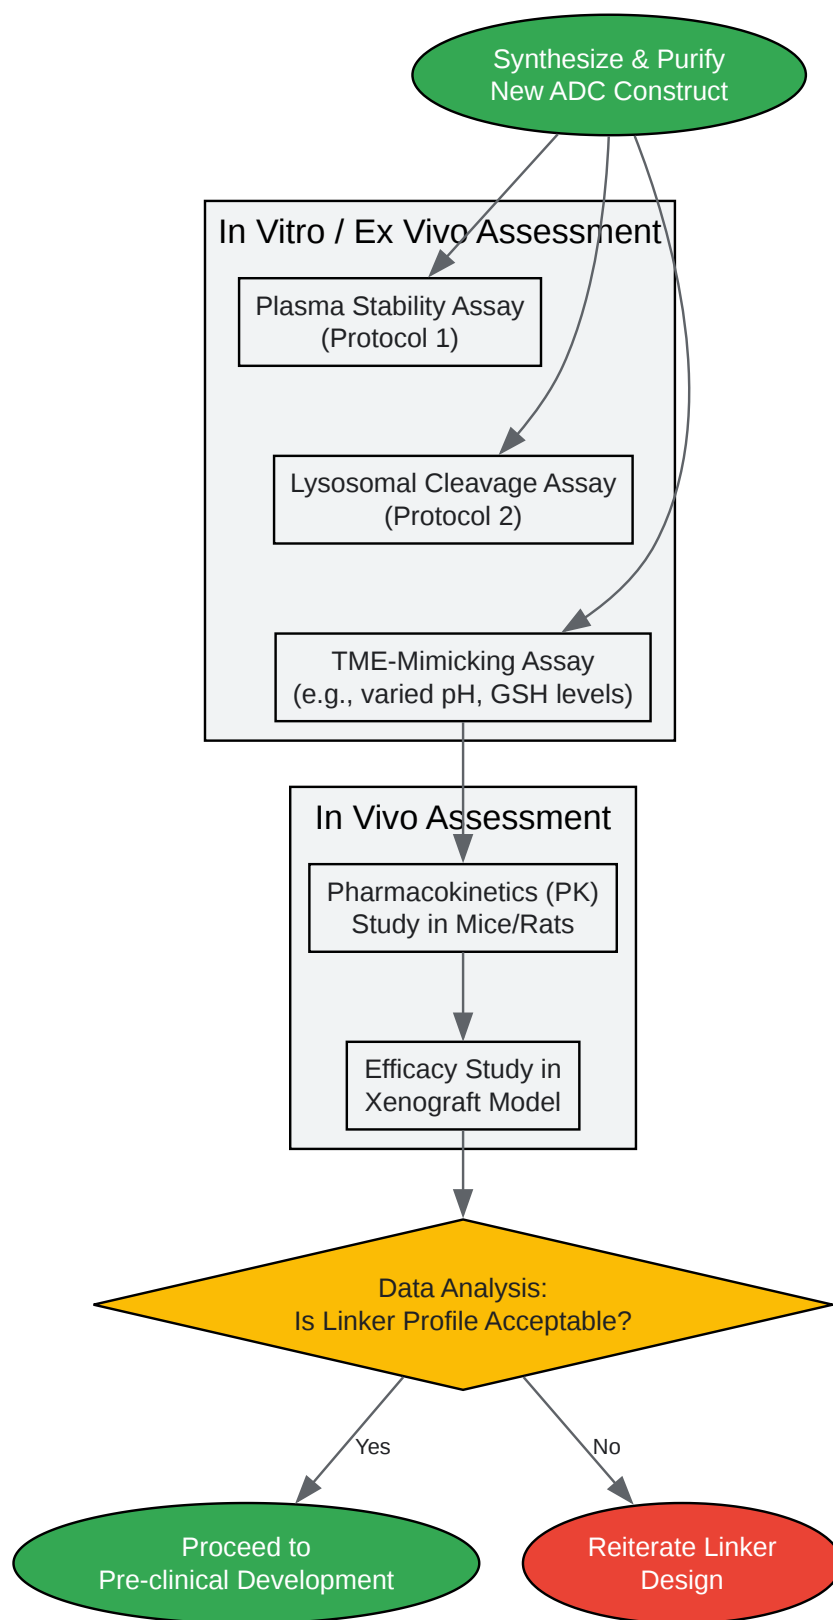 Synthesize & Purify
New ADC Construct
In Vitro / Ex Vivo Assessment
Plasma Stability Assay
(Protocol 1)
Lysosomal Cleavage Assay
(Protocol 2)
TME-Mimicking Assay
(e.g., varied pH, GSH levels)
In Vivo Assessment
Pharmacokinetics (PK)
Study in Mice/Rats
Efficacy Study in
Xenograft Model
Data Analysis:
Is Linker Profile Acceptable?
Yes
No
Proceed to
Pre-clinical Development
Reiterate Linker
Design